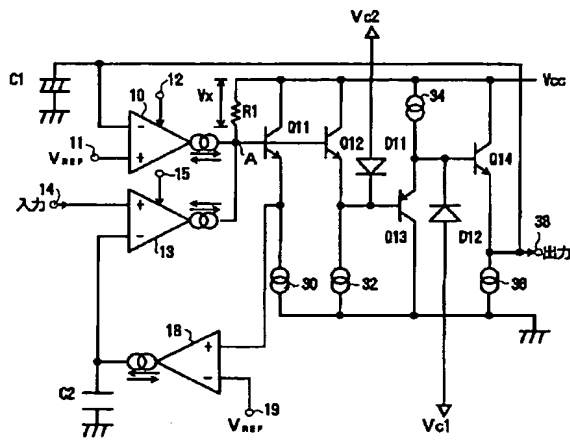 Vc2
C1
12
10
Vx
R1
Vcc
34
11
VREF
A
Q11
Q12
D11
Q14
14
入力
15
13
Q13
D12
38
出力
30
32
36
18
C2
VREF
19
Vc1